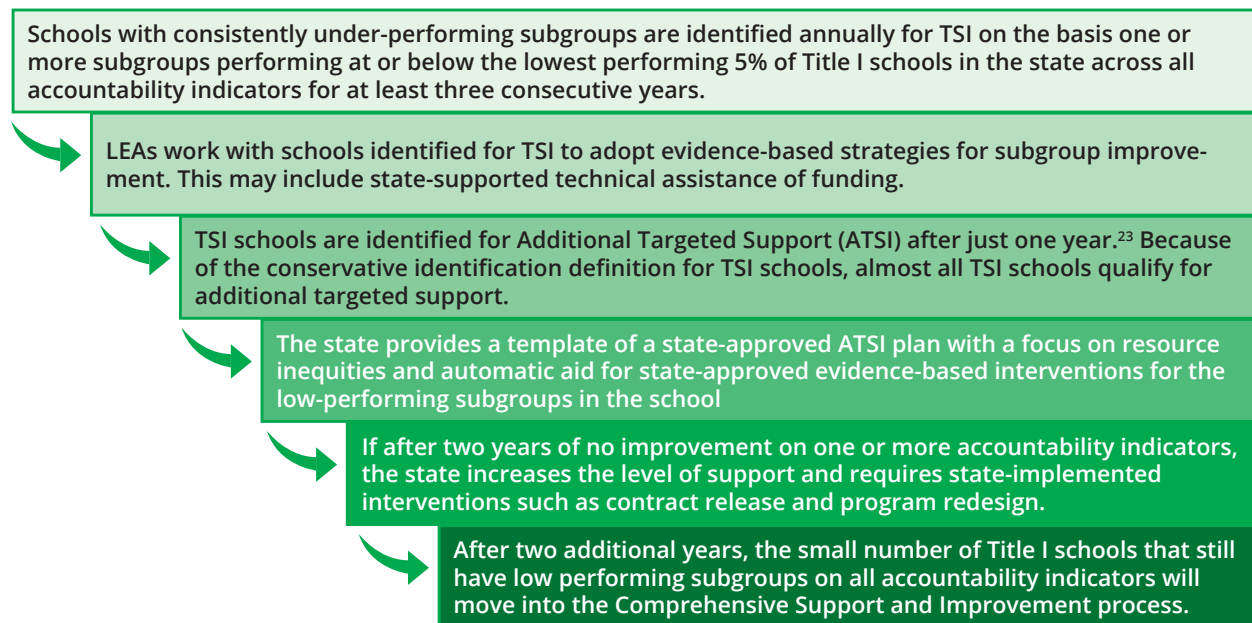 Schools with consistently under-performing subgroups are identified annually for TSI on the basis one or
more subgroups performing at or below the lowest performing 5% of Title I schools in the state across all
accountability indicators for at least three consecutive years.
LEAs work with schools identified for TSI to adopt evidence-based strategies for subgroup improve-
ment. This may include state-supported technical assistance of funding.
TSI schools are identified for Additional Targeted Support (ATSI) after just one year.²³ Because
of the conservative identification definition for TSI schools, almost all TSI schools qualify for
additional targeted support.
The state provides a template of a state-approved ATSI plan with a focus on resource
inequities and automatic aid for state-approved evidence-based interventions for the
low-performing subgroups in the school
If after two years of no improvement on one or more accountability indicators,
the state increases the level of support and requires state-implemented
interventions such as contract release and program redesign.
After two additional years, the small number of Title I schools that still
have low performing subgroups on all accountability indicators will
move into the Comprehensive Support and Improvement process.